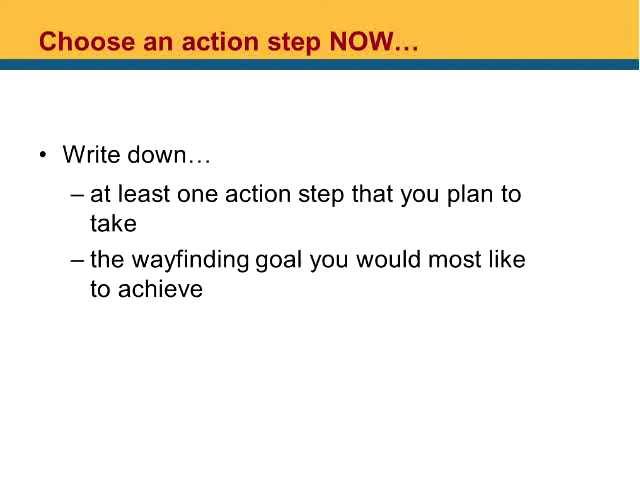 Choose an action step NOW…
• Write down…
– at least one action step that you plan to
take
– the wayfinding goal you would most like
to achieve